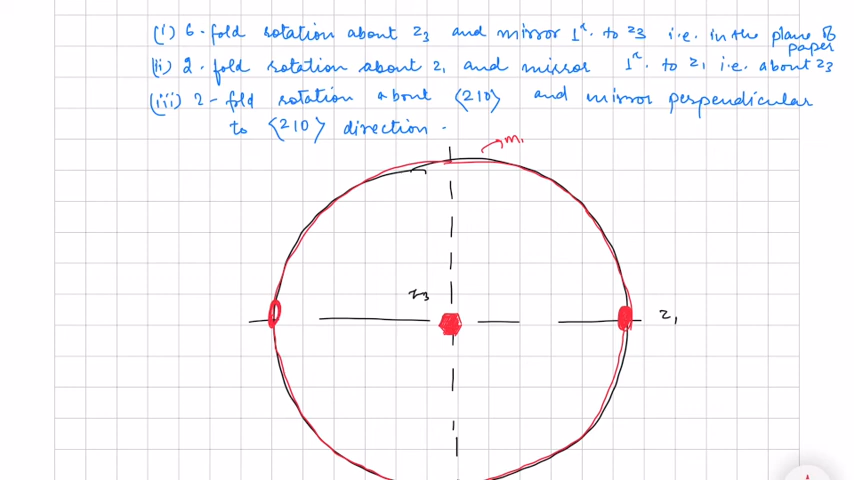 (i) 6-fold rotation about z3 and mirror ⊥r. to z3 i.e. in the plane of paper
(ii) 2-fold rotation about z1 and mirror ⊥r to z1 i.e. about z3
(iii) 2-fold rotation about <210> and mirror perpendicular
to <210> direction.
m1
z3
z1